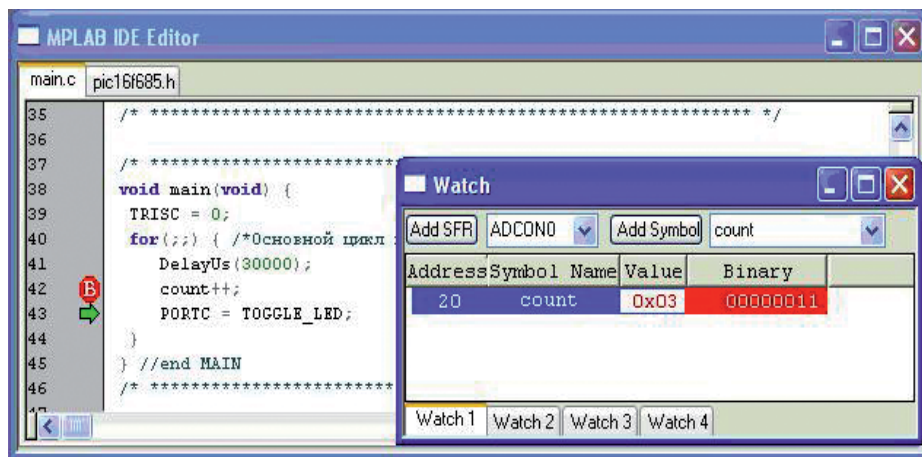 MPLAB IDE Editor
main.c pic16f685.h
35 /* ********************************************************** */
36
37 /* ************************
38 void main(void) {
39 TRISC = 0;
40 for(;;) { /*Основной цикл
41 DelayUs(30000);
42 B count++;
43 PORTC = TOGGLE_LED;
44 }
45 } //end MAIN
46 /* ************************
Watch
Add SFR ADCON0 Add Symbol count
Address Symbol Name Value Binary
20 count 0x03 00000011
Watch 1 Watch 2 Watch 3 Watch 4